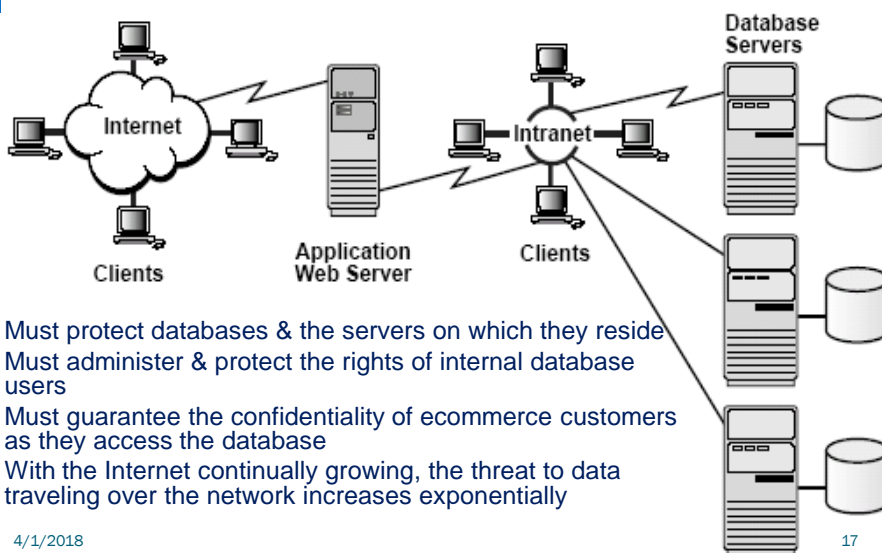 Database
Servers
Internet
Intranet
Application
Web Server
Clients
Clients
Must protect databases & the servers on which they reside
Must administer & protect the rights of internal database
users
Must guarantee the confidentiality of ecommerce customers
as they access the database
With the Internet continually growing, the threat to data
traveling over the network increases exponentially
4/1/2018
17